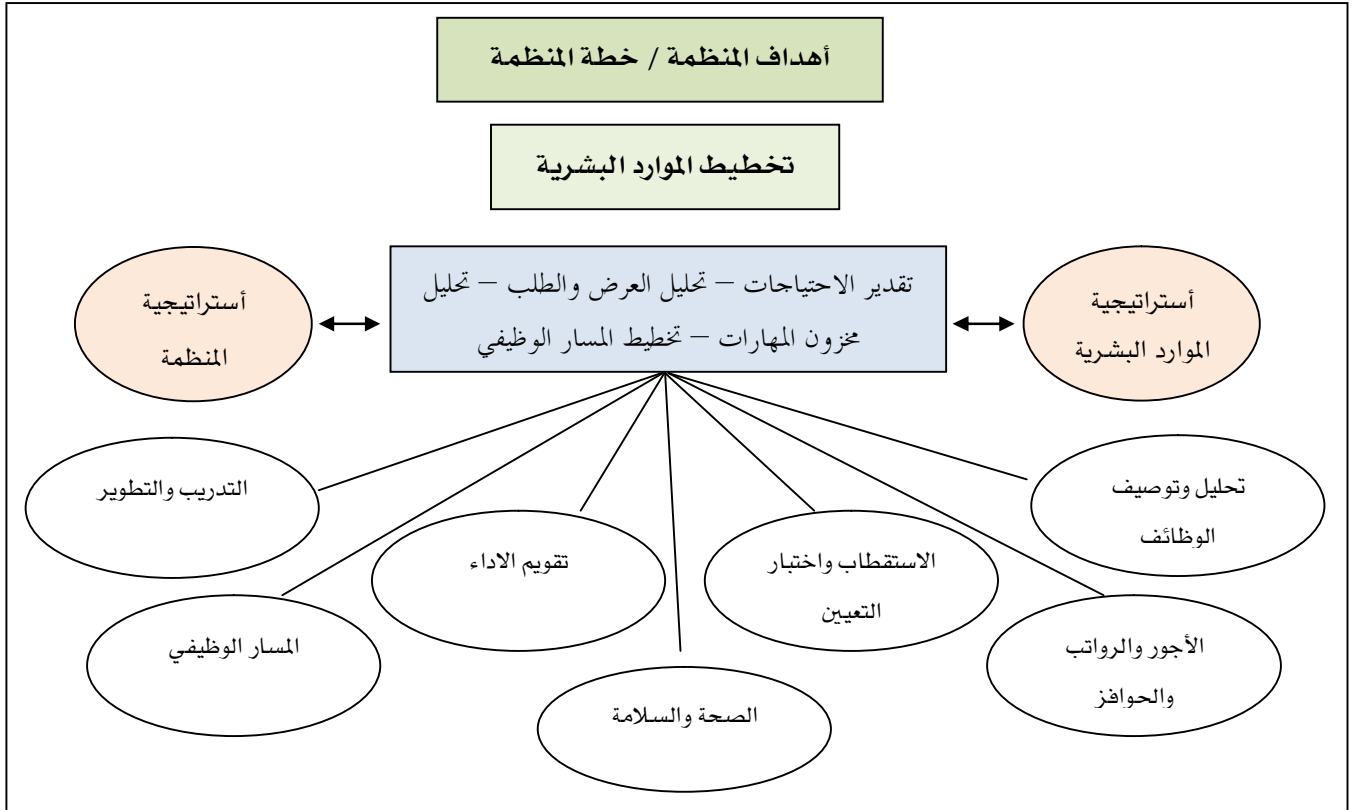 أهداف المنظمة / خطة المنظمة
تخطيط الموارد البشرية
أستراتيجية
الموارد البشرية
تقدير الاحتياجات – تحليل العرض والطلب – تحليل
مخزون المهارات – تخطيط المسار الوظيفي
أستراتيجية
المنظمة
تحليل وتوصيف
الوظائف
الاستقطاب واختبار
التعيين
تقويم الاداء
التدريب والتطوير
الأجور والرواتب
والحوافز
الصحة والسلامة
المسار الوظيفي